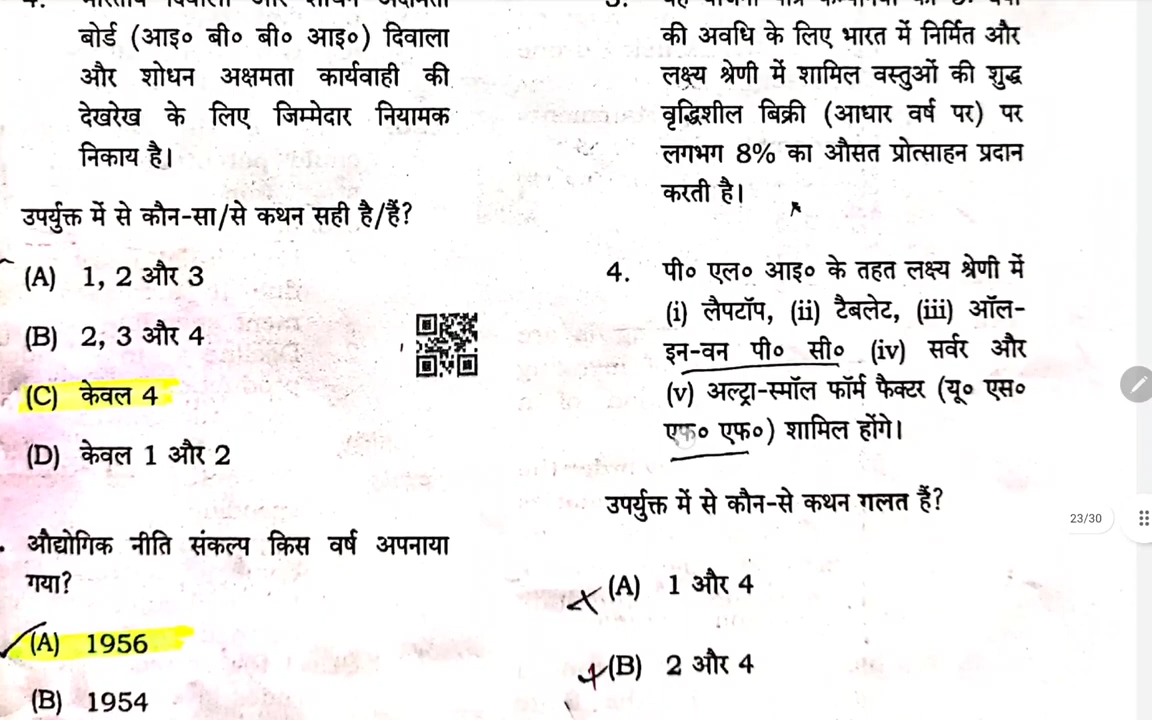 बोर्ड (आइ० बी० बी० आइ०) दिवाला
और शोधन अक्षमता कार्यवाही की
देखरेख के लिए जिम्मेदार नियामक
निकाय है।
उपर्युक्त में से कौन-सा/से कथन सही है/हैं?
(A) 1, 2 और 3
(B) 2, 3 और 4
(C) केवल 4
(D) केवल 1 और 2
औद्योगिक नीति संकल्प किस वर्ष अपनाया
गया?
(A) 1956
(B) 1954
की अवधि के लिए भारत में निर्मित और
लक्ष्य श्रेणी में शामिल वस्तुओं की शुद्ध
वृद्धिशील बिक्री (आधार वर्ष पर) पर
लगभग 8% का औसत प्रोत्साहन प्रदान
करती है।
4. पी० एल० आइ० के तहत लक्ष्य श्रेणी में
(i) लैपटॉप, (ii) टैबलेट, (iii) ऑल-
इन-वन पी० सी० (iv) सर्वर और
(v) अल्ट्रा-स्मॉल फॉर्म फैक्टर (यू० एस०
एफ० एफ०) शामिल होंगे।
उपर्युक्त में से कौन-से कथन गलत हैं?
(A) 1 और 4
(B) 2 और 4
23/30